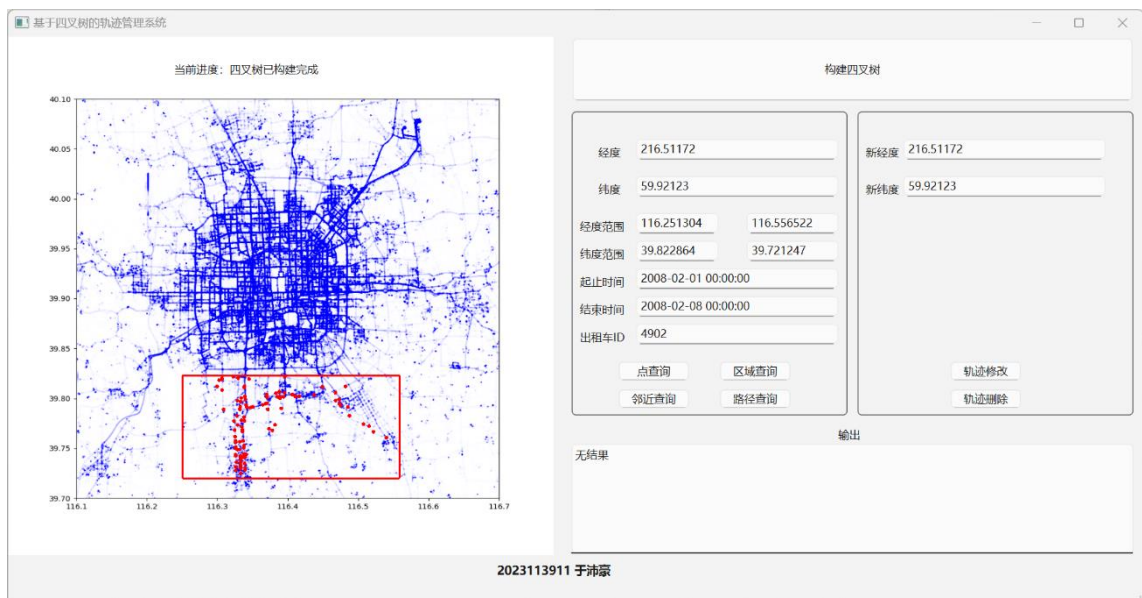 基于四叉树的轨迹管理系统
当前进度：四叉树已构建完成
40.10
40.05
40.00
39.95
39.90
39.85
39.80
39.75
39.70
116.1 116.2 116.3 116.4 116.5 116.6 116.7
构建四叉树
经度 216.51172
纬度 59.92123
经度范围 116.251304 116.556522
纬度范围 39.822864 39.721247
起止时间 2008-02-01 00:00:00
结束时间 2008-02-08 00:00:00
出租车ID 4902
点查询 区域查询
邻近查询 路径查询
新经度 216.51172
新纬度 59.92123
轨迹修改
轨迹删除
输出
无结果
2023113911 于沛豪